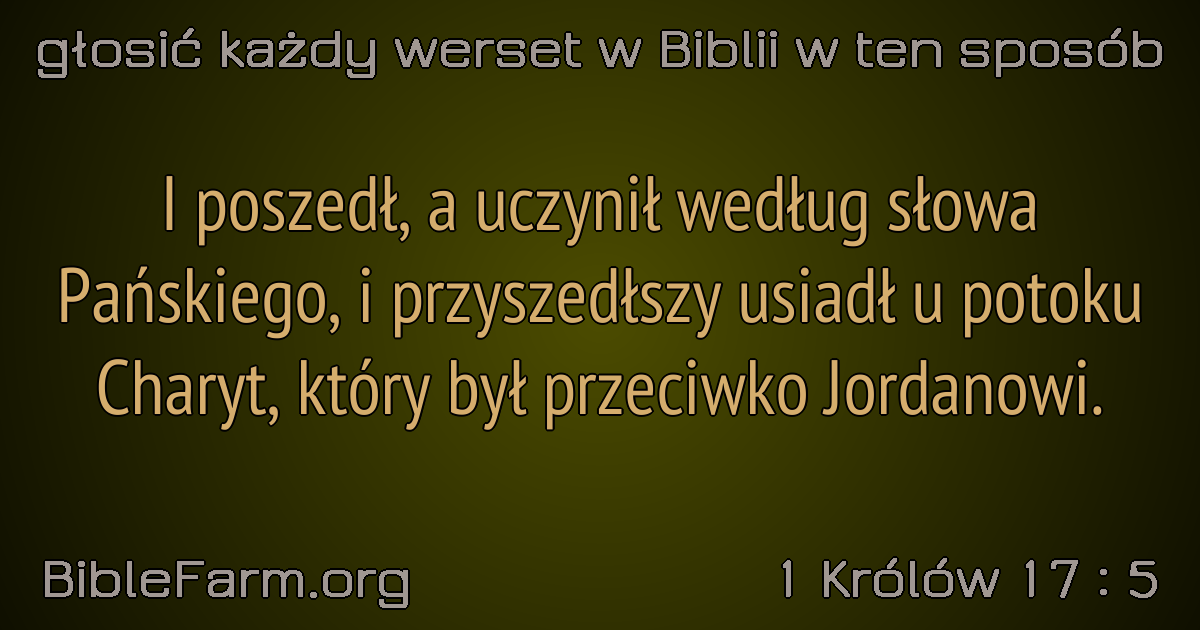 głosić każdy werset w Biblii w ten sposób
I poszedł, a uczynił według słowa
Pańskiego, i przyszedłszy usiadł u potoku
Charyt, który był przeciwko Jordanowi.
BibleFarm.org
1 Królów 17 : 5